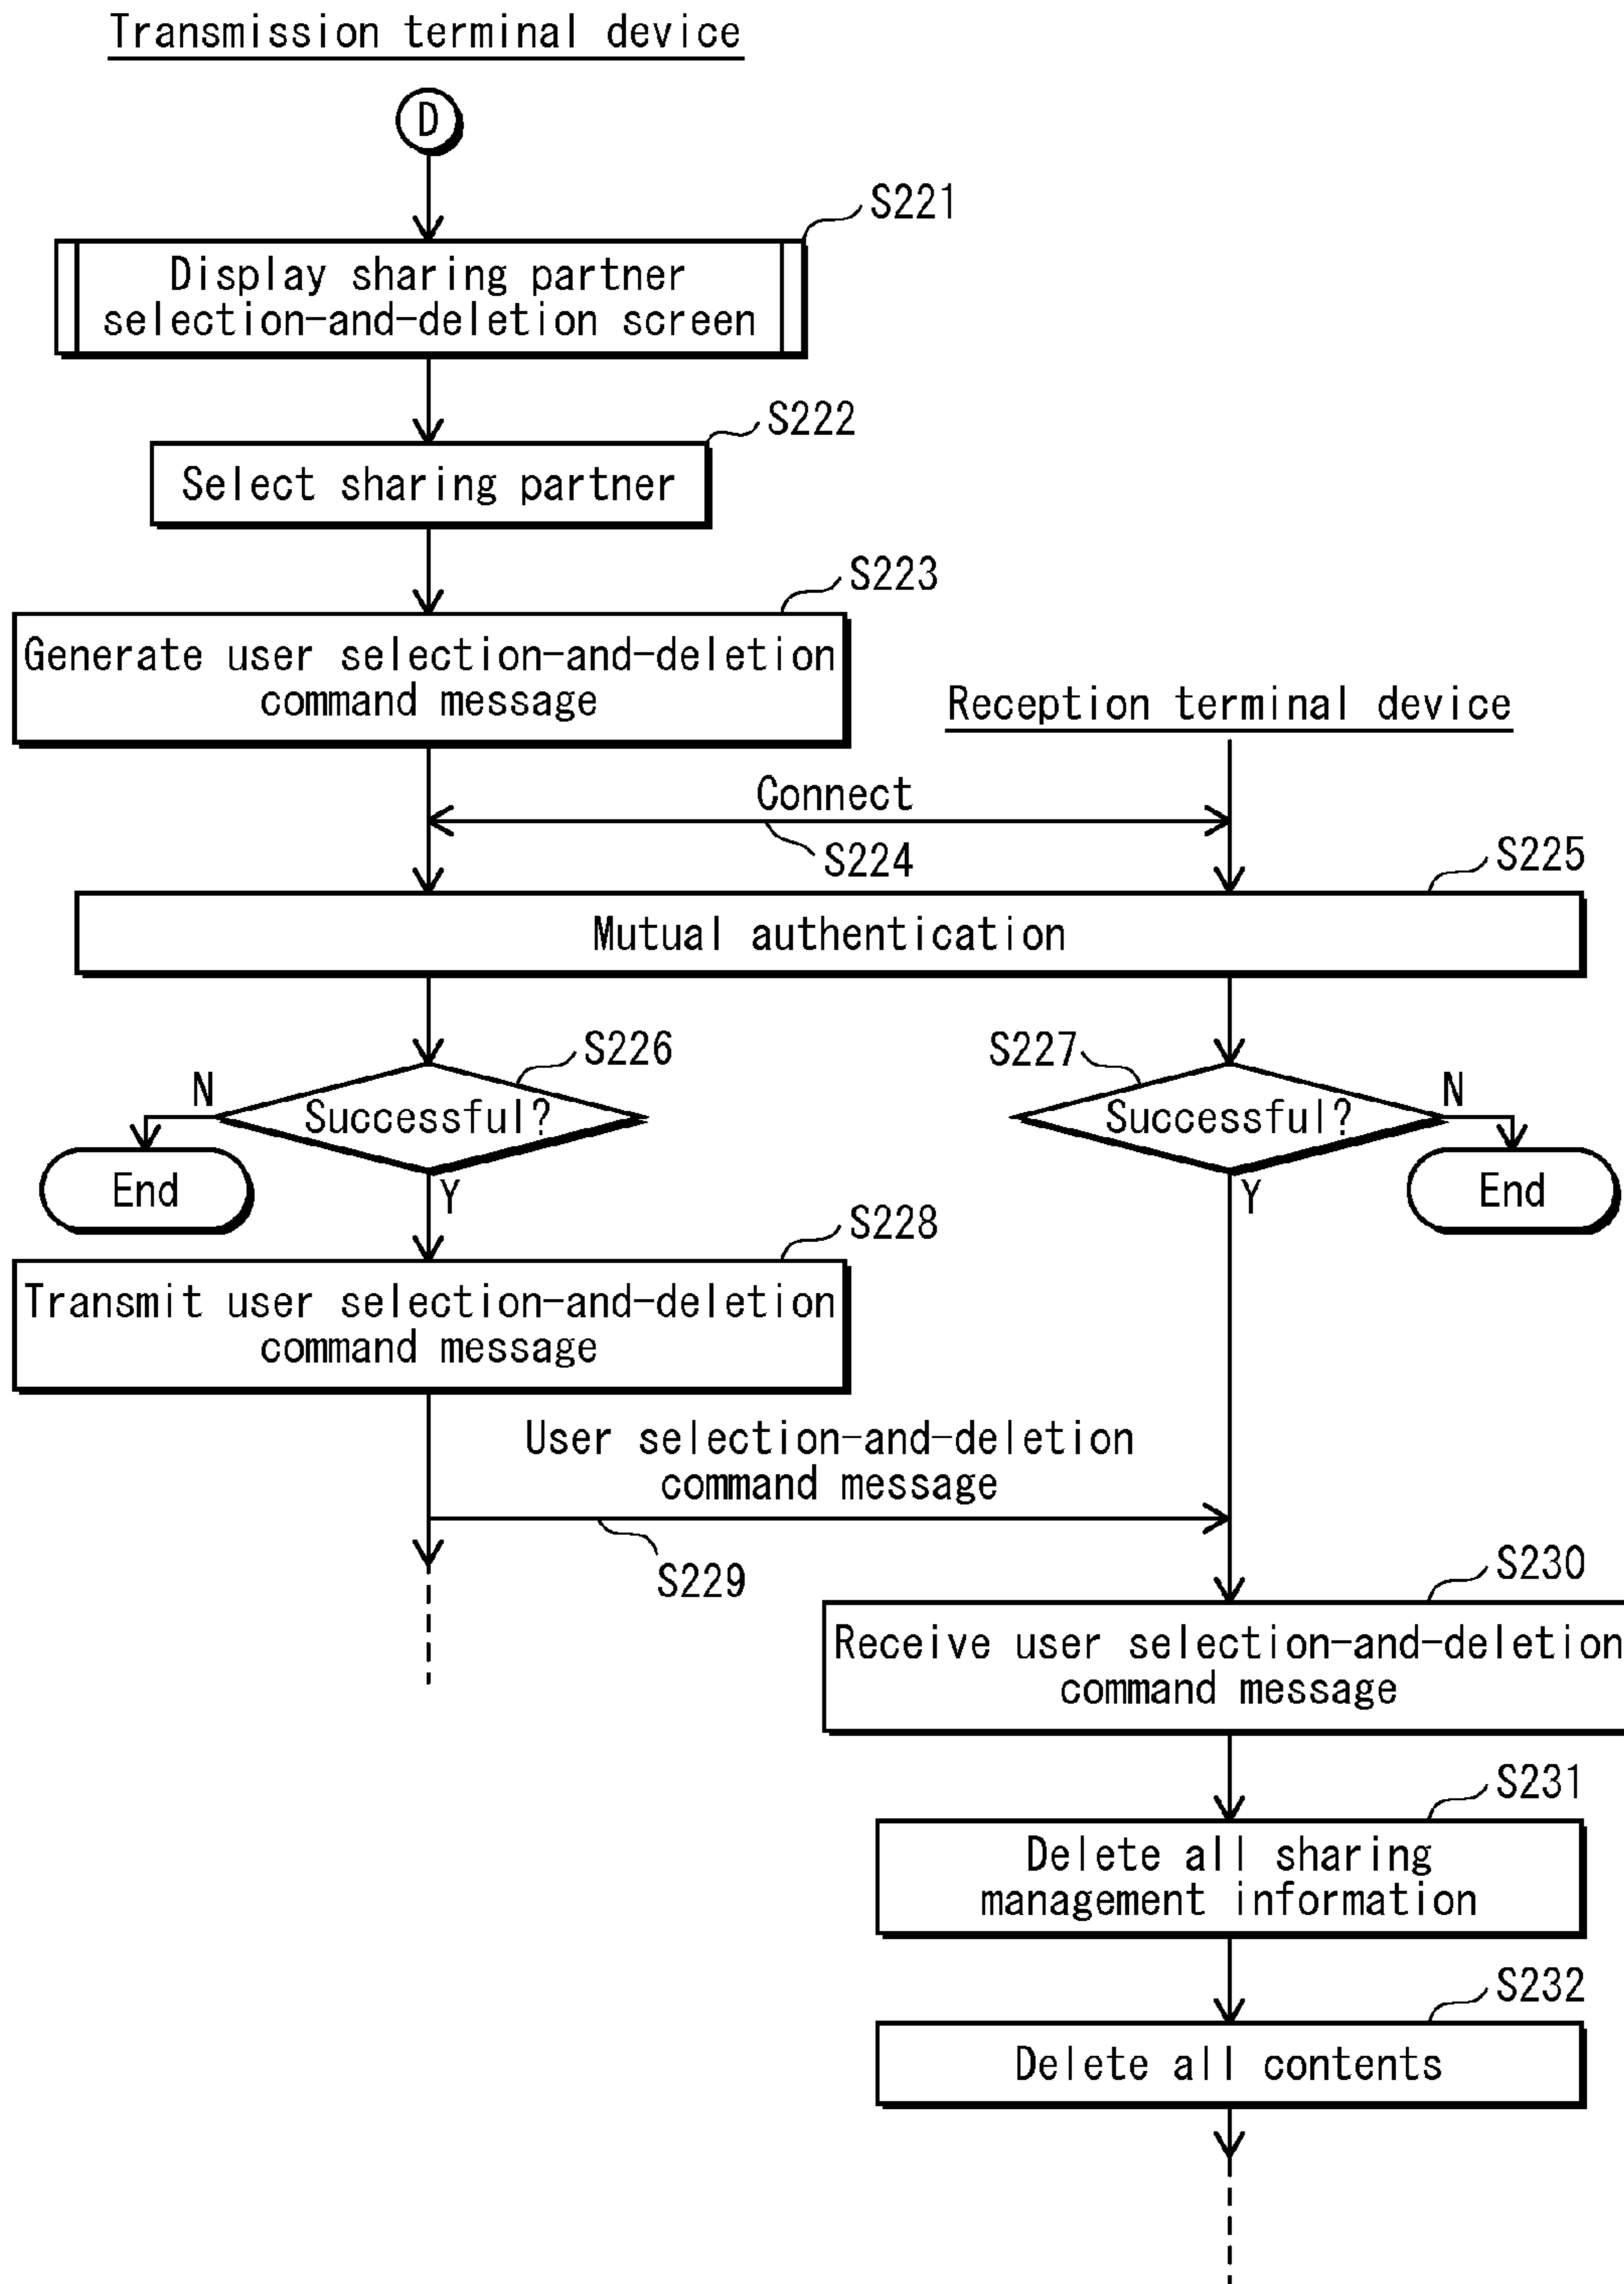 Transmission terminal device
D
S221
Display sharing partner
selection-and-deletion screen
S222
Select sharing partner
S223
Generate user selection-and-deletion
command message
Reception terminal device
Connect
S224
S225
Mutual authentication
S226
S227
N
Successful?
Successful?
N
End
Y
Y
End
S228
Transmit user selection-and-deletion
command message
User selection-and-deletion
command message
S229
S230
Receive user selection-and-deletion
command message
S231
Delete all sharing
management information
S232
Delete all contents